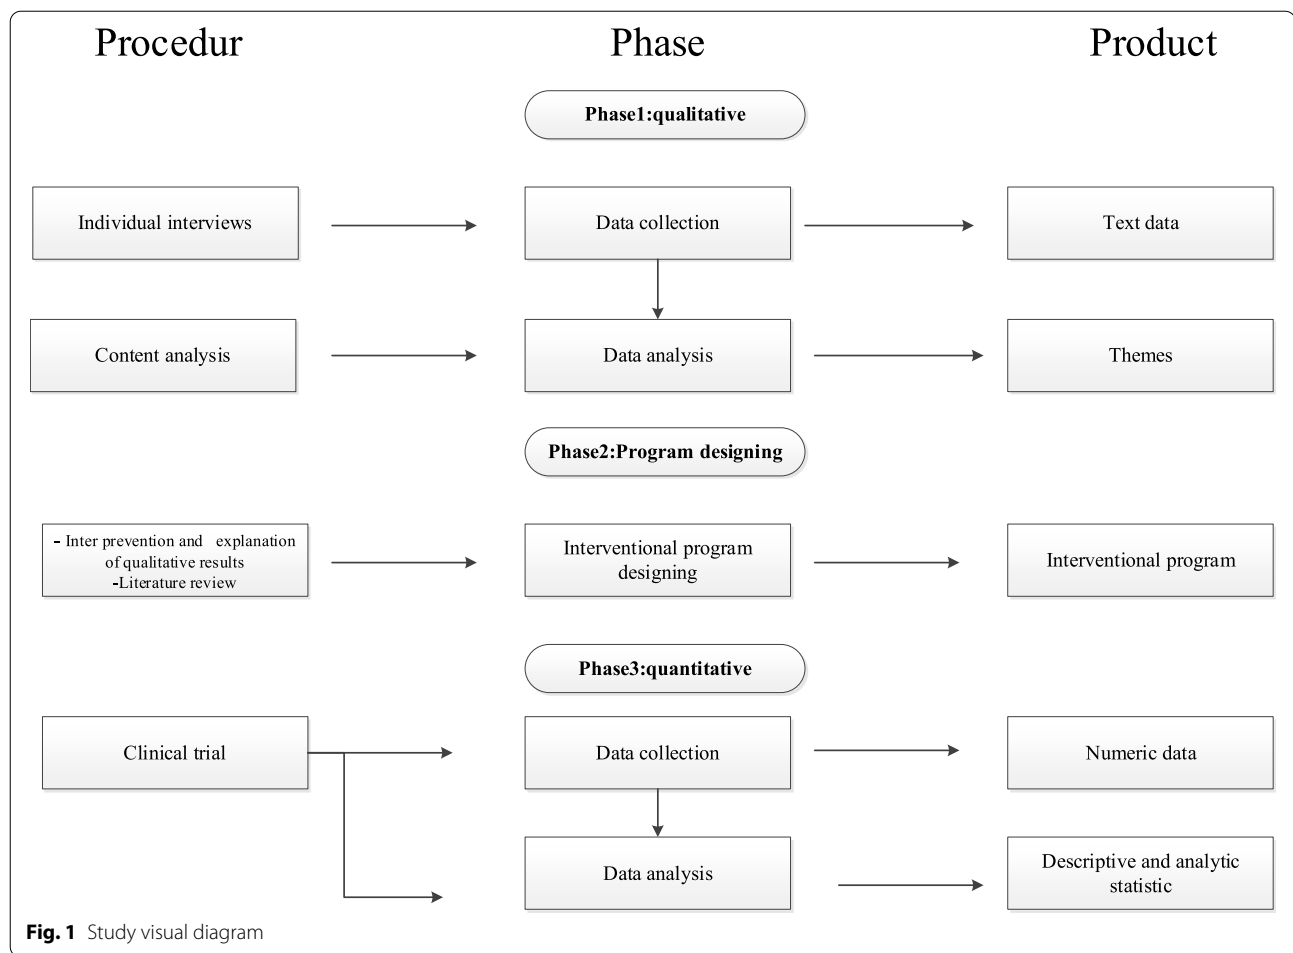 Procedur
Phase
Product
Phase1:qualitative
Individual interviews
Data collection
Text data
Content analysis
Data analysis
Themes
Phase2:Program designing
- Inter prevention and explanation
of qualitative results
-Literature review
Interventional program
designing
Interventional program
Phase3:quantitative
Clinical trial
Data collection
Numeric data
Data analysis
Descriptive and analytic
statistic
Fig. 1 Study visual diagram